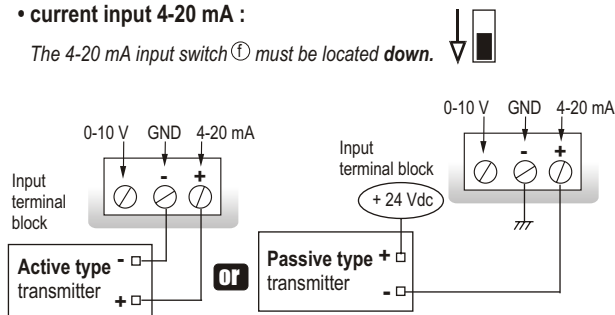 • current input 4-20 mA :
The 4-20 mA input switch ⓕ must be located down.
0-10 V GND 4-20 mA
- +
Input
terminal
block
Active type -
transmitter
+
or
0-10 V GND 4-20 mA
- +
Input
terminal block
+ 24 Vdc
Passive type +
transmitter
-